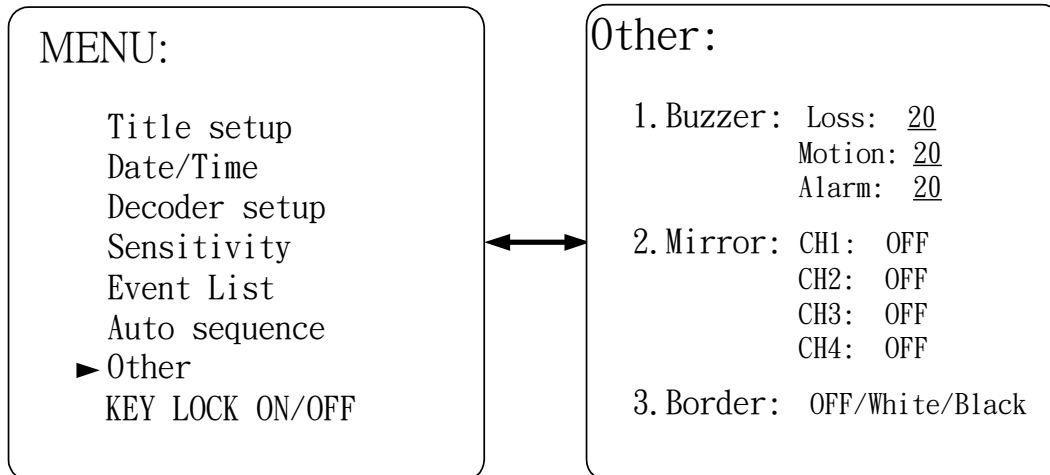 MENU:
Title setup
Date/Time
Decoder setup
Sensitivity
Event List
Auto sequence
►Other
KEY LOCK ON/OFF
Other:
1.Buzzer: Loss: 20
Motion: 20
Alarm: 20
2.Mirror: CH1: OFF
CH2: OFF
CH3: OFF
CH4: OFF
3.Border: OFF/White/Black